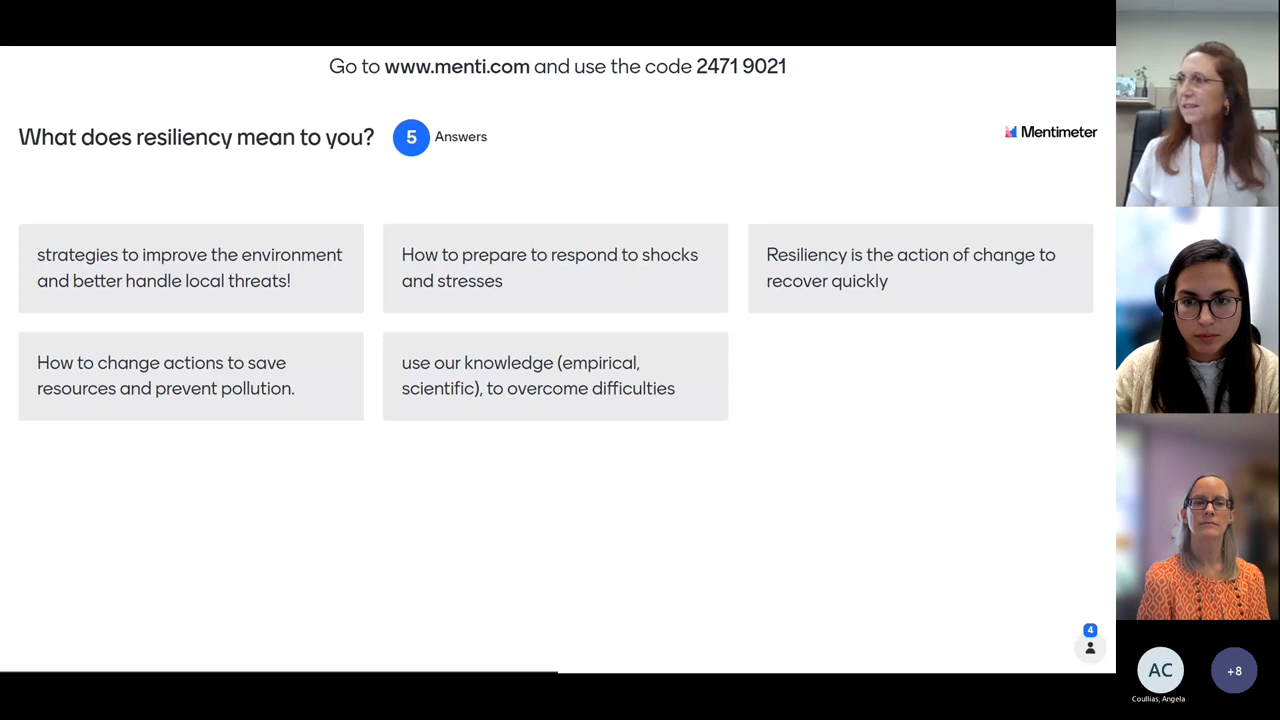 Go to www.menti.com and use the code 2471 9021
What does resiliency mean to you?
5
Answers
Mentimeter
strategies to improve the environment
and better handle local threats!
How to prepare to respond to shocks
and stresses
Resiliency is the action of change to
recover quickly
How to change actions to save
resources and prevent pollution.
use our knowledge (empirical,
scientific), to overcome difficulties
4
AC
+8
Coullias, Angela